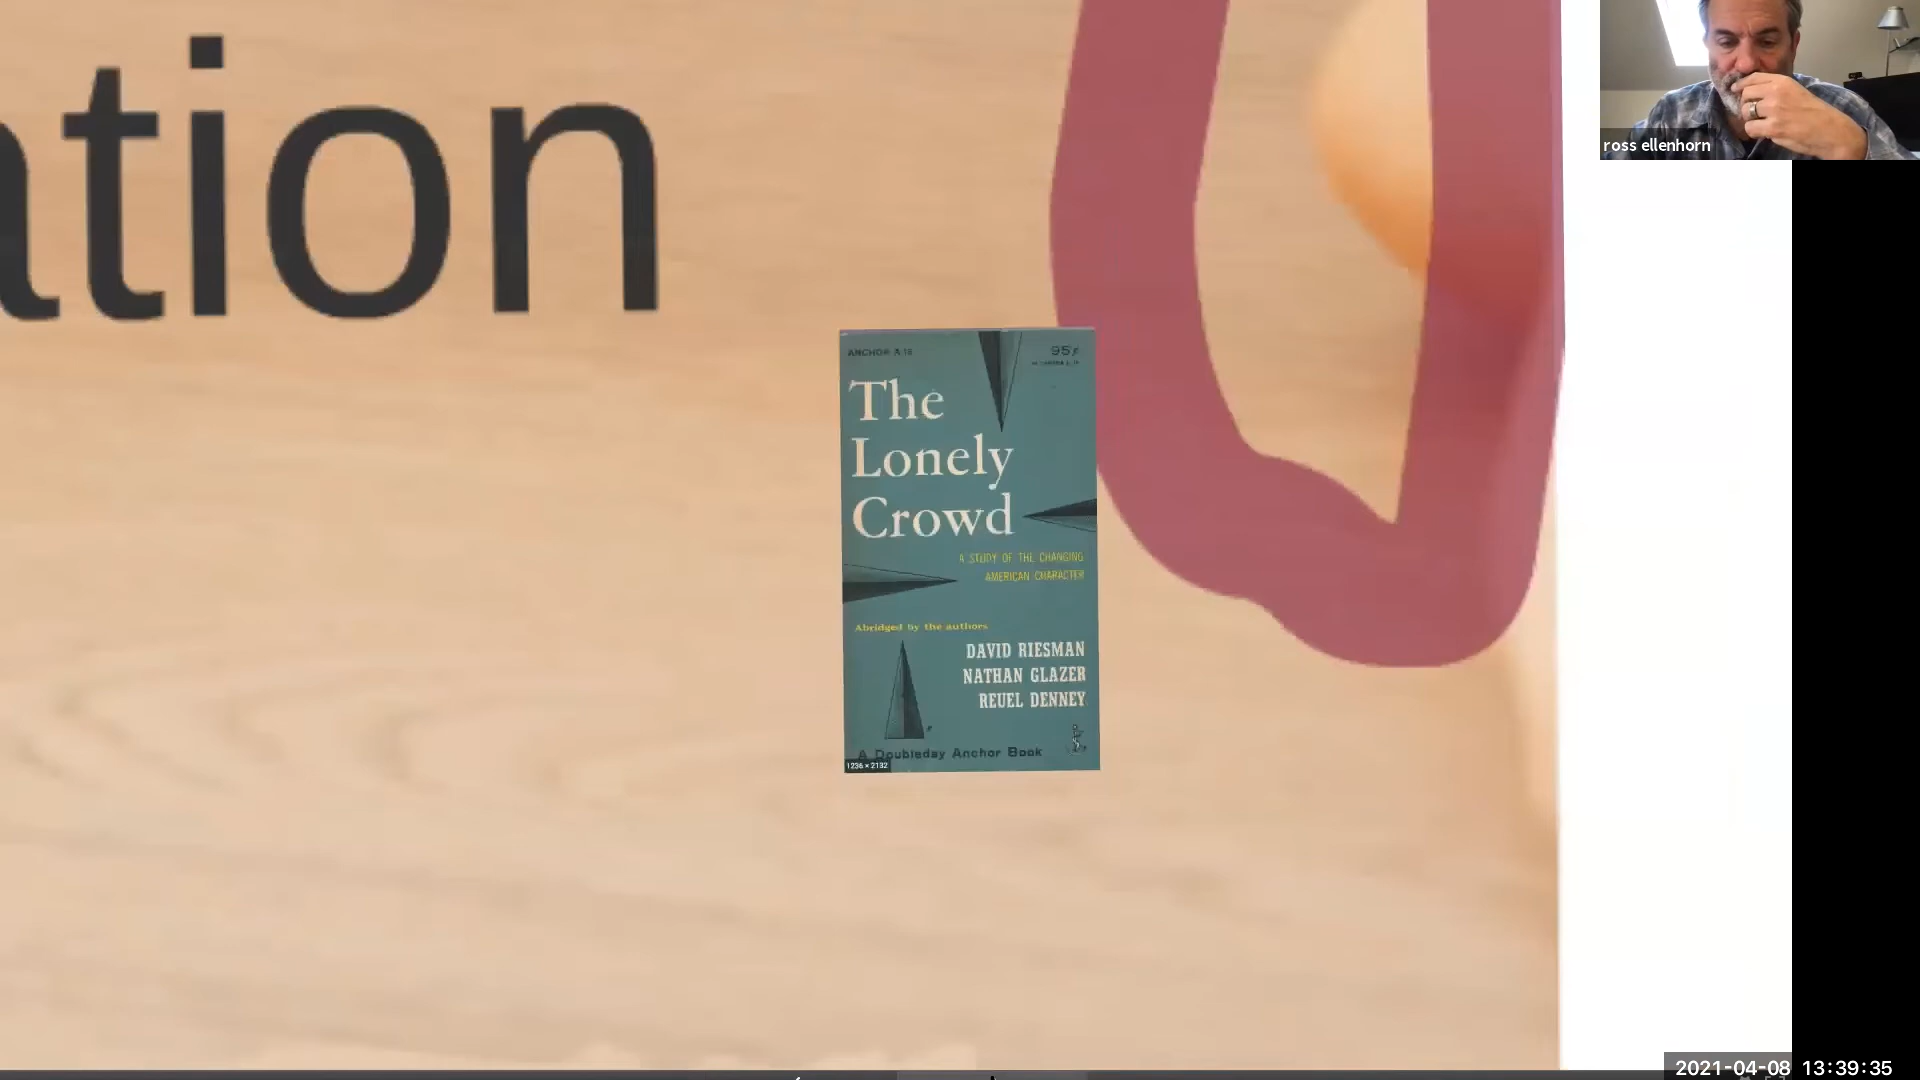 ation
ross ellenhorn
ANCHOR A 16
95¢
The
Lonely
Crowd
A STUDY OF THE CHANGING
AMERICAN CHARACTER
Abridged by the authors
DAVID RIESMAN
NATHAN GLAZER
REUEL DENNEY
A Doubleday Anchor Book
1236 × 2132
2021-04-08 13:39:35